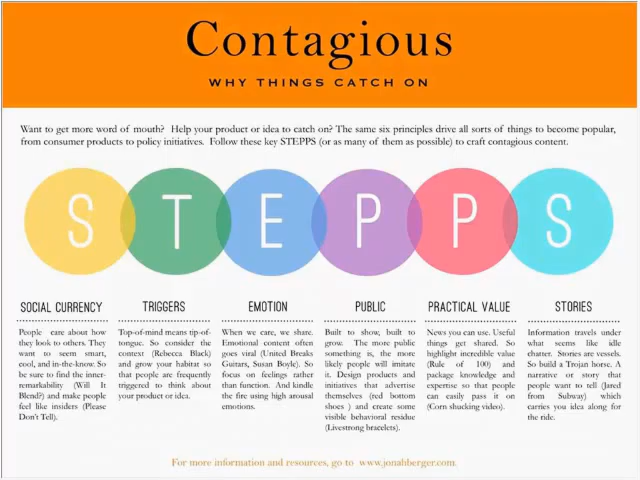 Contagious
WHY THINGS CATCH ON
Want to get more word of mouth? Help your product or idea to catch on? The same six principles drive all sorts of things to become popular,
from consumer products to policy initiatives. Follow these key STEPPS (or as many of them as possible) to craft contagious content.
S T E P P S
SOCIAL CURRENCY
People care about how
they look to others. They
want to seem smart,
cool, and in-the-know. So
be sure to find the inner-
remarkability (Will It
Blend?) and make people
feel like insiders (Please
Don't Tell).
TRIGGERS
Top-of-mind means tip-of-
tongue. So consider the
context (Rebecca Black)
and grow your habitat so
that people are frequently
triggered to think about
your product or idea.
EMOTION
When we care, we share.
Emotional content often
goes viral (United Breaks
Guitars, Susan Boyle). So
focus on feelings rather
than function. And kindle
the fire using high arousal
emotions.
PUBLIC
Built to show, built to
grow. The more public
something is, the more
likely people will imitate
it. Design products and
initiatives that advertise
themselves (red bottom
shoes ) and create some
visible behavioral residue
(Livestrong bracelets).
PRACTICAL VALUE
News you can use. Useful
things get shared. So
highlight incredible value
(Rule of 100) and
package knowledge and
expertise so that people
can easily pass it on
(Corn shucking video).
STORIES
Information travels under
what seems like idle
chatter. Stories are vessels.
So build a Trojan horse. A
narrative or story that
people want to tell (Jared
from Subway) which
carries you idea along for
the ride.
For more information and resources, go to www.jonahberger.com.